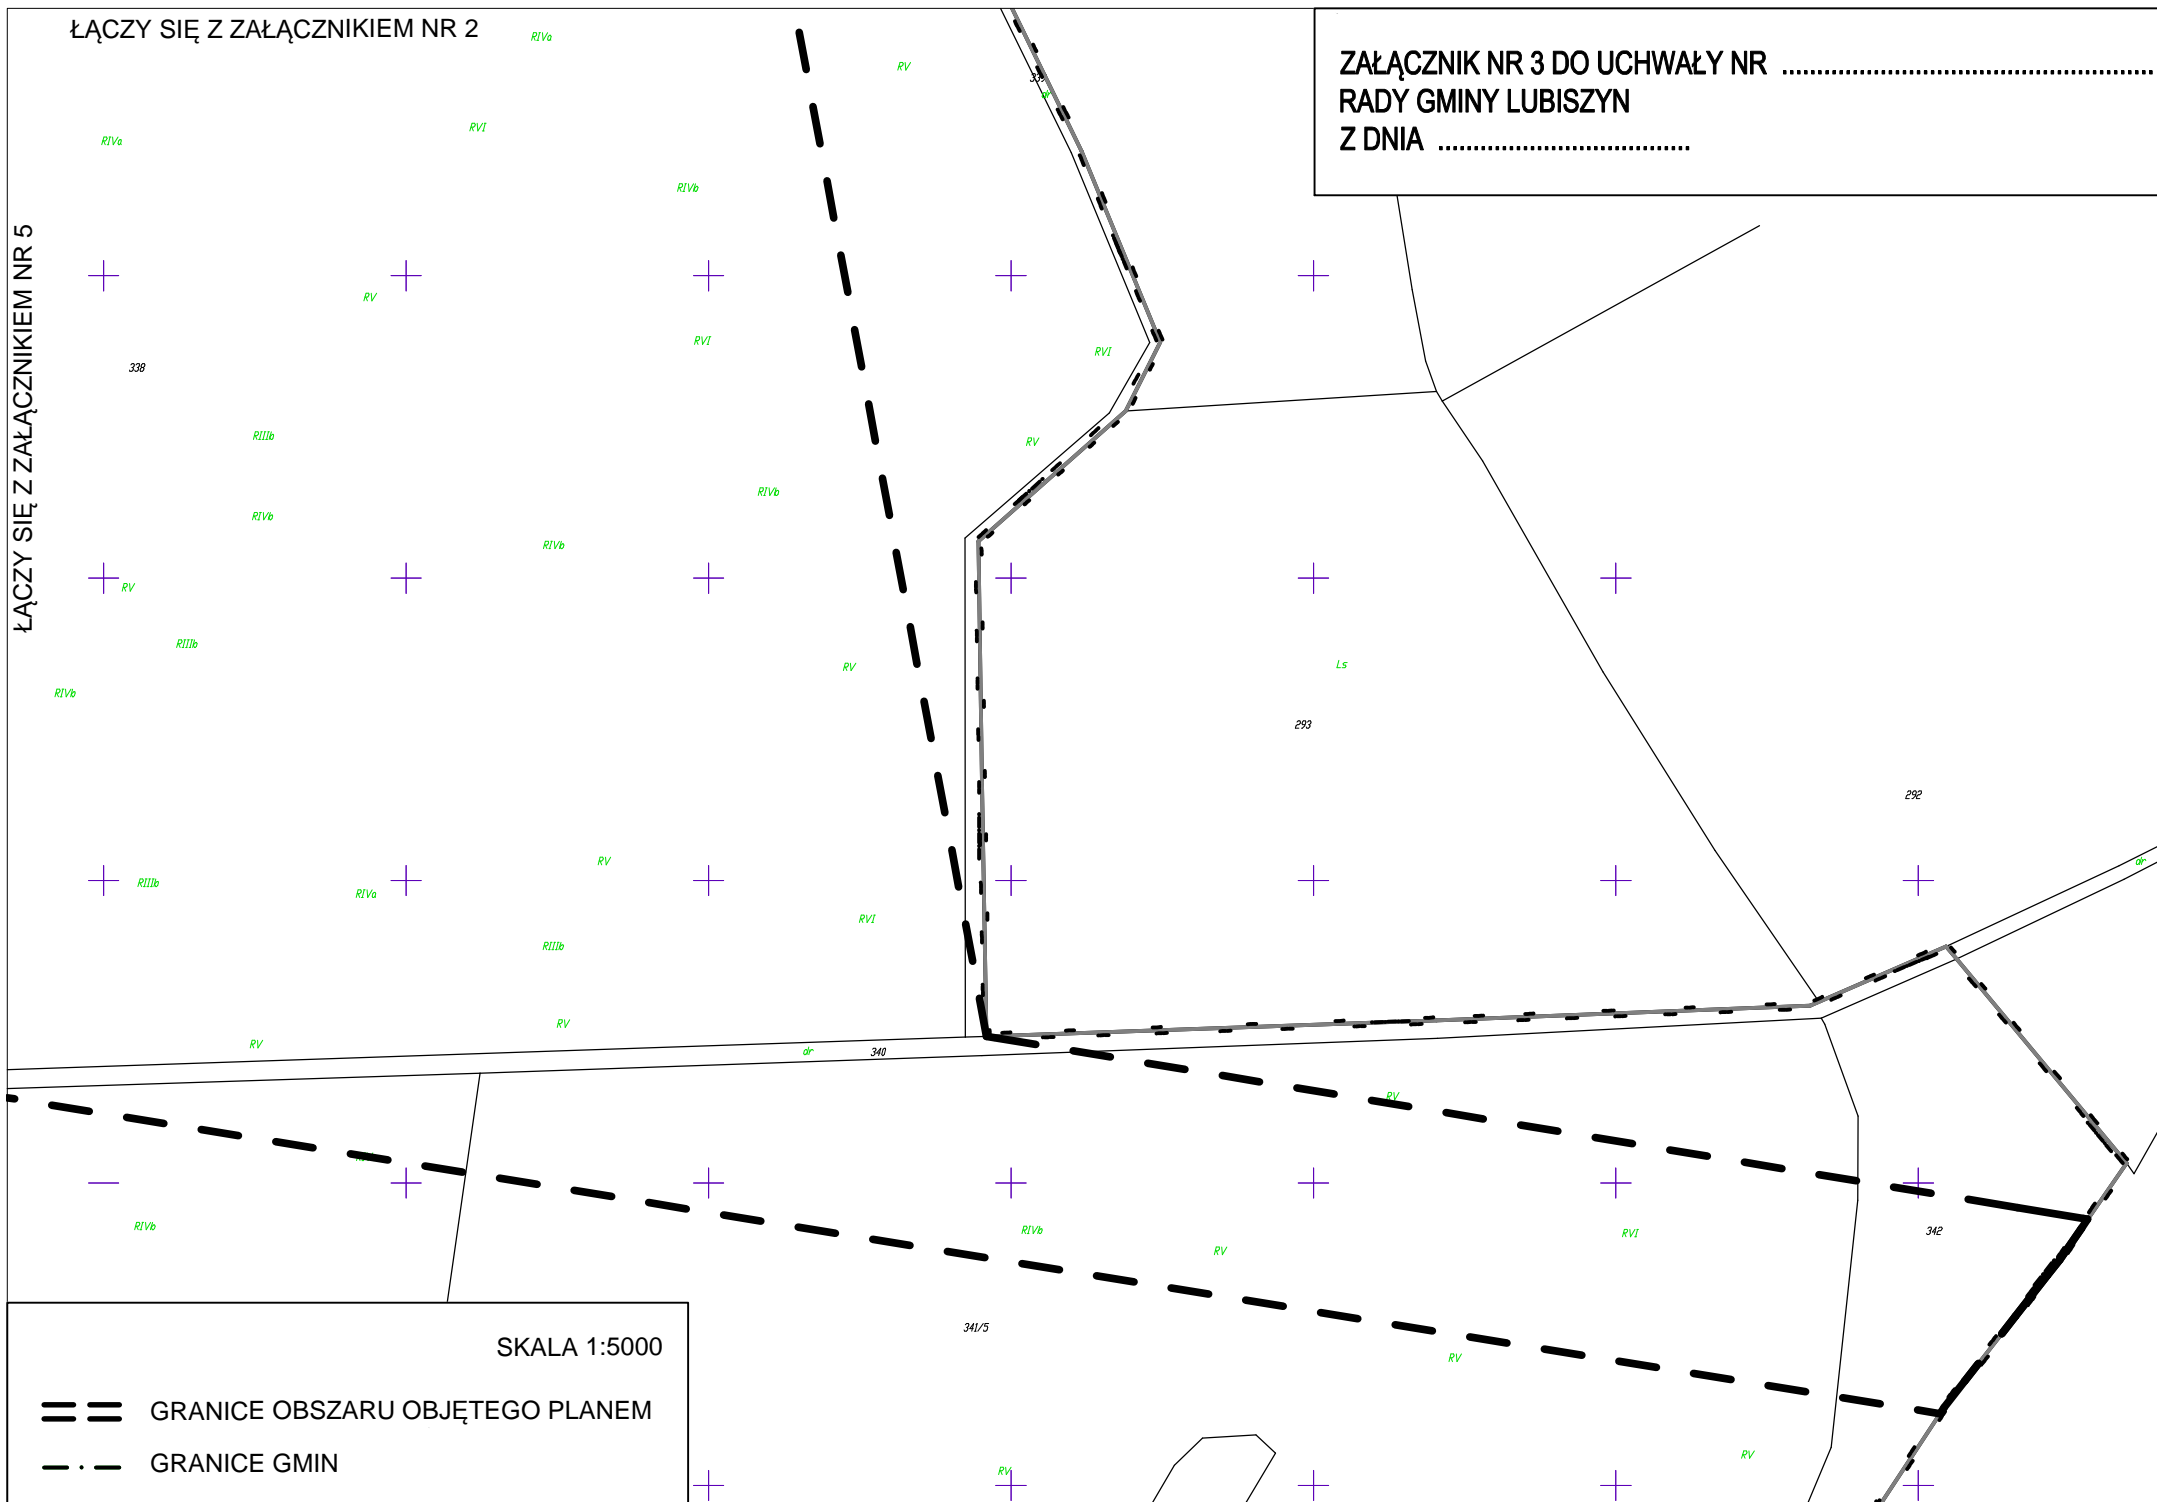 ŁĄCZY SIĘ Z ZAŁĄCZNIKIEM NR 2
ZAŁĄCZNIK NR 3 DO UCHWAŁY NR ........................................................
RADY GMINY LUBISZYN
Z DNIA ......................................
ŁĄCZY SIĘ Z ZAŁĄCZNIKIEM NR 5
RIVa
RV
dr
RVI
RIVa
RIVb
RV
RVI
RVI
338
RIIIb
RV
RIVb
RIVb
RIVb
RV
RIIIb
RV
Ls
RIVb
293
292
RV
dr
RIIIb
RIVa
RVI
RIIIb
RV
RV
dr
340
RV
RIVb
RIVb
RV
RVI
342
341/5
RV
RV
RV
SKALA 1:5000
GRANICE OBSZARU OBJĘTEGO PLANEM
GRANICE GMIN